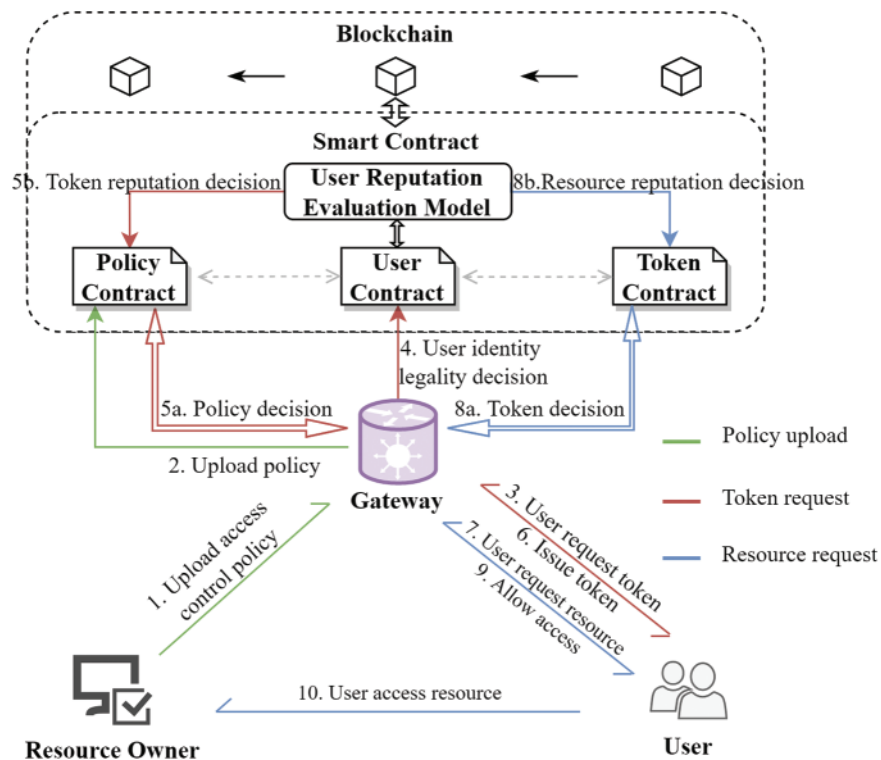 Blockchain
Smart Contract
5b. Token reputation decision
User Reputation
Evaluation Model
8b.Resource reputation decision
Policy
Contract
User
Contract
Token
Contract
4. User identity
legality decision
5a. Policy decision
8a. Token decision
2. Upload policy
Gateway
Policy upload
Token request
Resource request
1. Upload access
control policy
3. User request token
6. Issue token
7. User request resource
9. Allow access
10. User access resource
Resource Owner
User